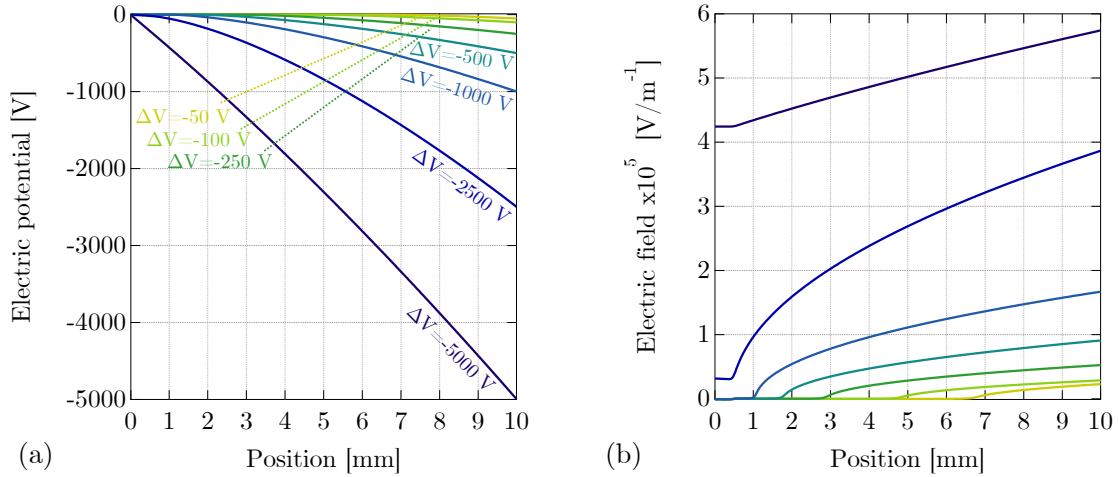 Electric potential [V]
0
-1000
-2000
-3000
-4000
-5000
0 1 2 3 4 5 6 7 8 9 10
Position [mm]
(a)
ΔV=-500 V
ΔV=-1000 V
ΔV=-50 V
ΔV=-100 V
ΔV=-250 V
ΔV=-2500 V
ΔV=-5000 V
Electric field x10⁵ [V/m⁻¹]
6
5
4
3
2
1
0
0 1 2 3 4 5 6 7 8 9 10
Position [mm]
(b)